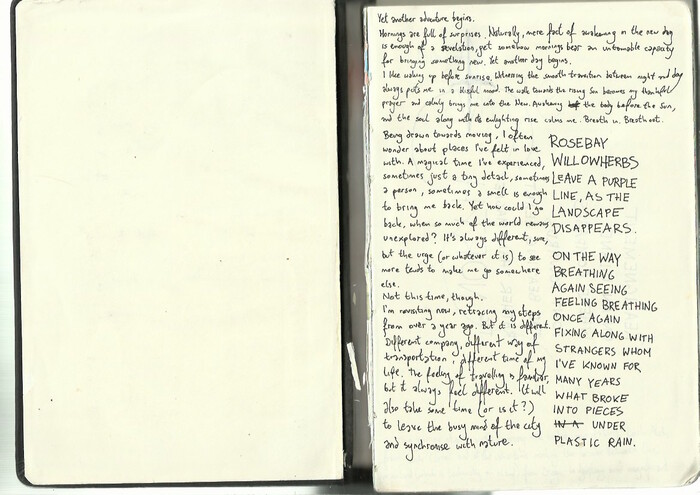 Yet another adventure begins.
Mornings are full of surprises. Naturally, mere fact of awakening in the new day
is enough of a revelation, yet somehow mornings bear an untamable capacity
for bringing something new. Yet another day begins.
I like waking up before sunrise. Witnessing the smooth transition between night and day
always puts me in a blissful mood. The walk towards the rising Sun becomes my thankful
prayer and calmly brings me into the New. Awakening the body before the Sun,
and the soul along with its enlighting rise calms me. Breath in. Breath out.
Being drawn towards moving, I often
wonder about places I've felt in love
with. A magical time I've experienced,
sometimes just a tiny detail, sometimes
a person, sometimes a smell is enough
to bring me back. Yet how could I go
back, when so much of the world remains
unexplored? It's always different, sure,
but the urge (or whatever it is) to see
more tends to make me go somewhere
else.
Not this time, though.
I'm revisiting now, retracing my steps
from over a year ago. But it is different.
Different company, different way of
transportation, different time of my
life. The feeling of travelling is familiar,
but it always feel different. It will
also take some time (or is it?)
to leave the busy mind of the city
and synchronise with nature.
ROSEBAY
WILLOWHERBS
LEAVE A PURPLE
LINE, AS THE
LANDSCAPE
DISAPPEARS.
ON THE WAY
BREATHING
AGAIN SEEING
FEELING BREATHING
ONCE AGAIN
FIXING ALONG WITH
STRANGERS WHOM
I'VE KNOWN FOR
MANY YEARS
WHAT BROKE
INTO PIECES
IN A UNDER
PLASTIC RAIN.